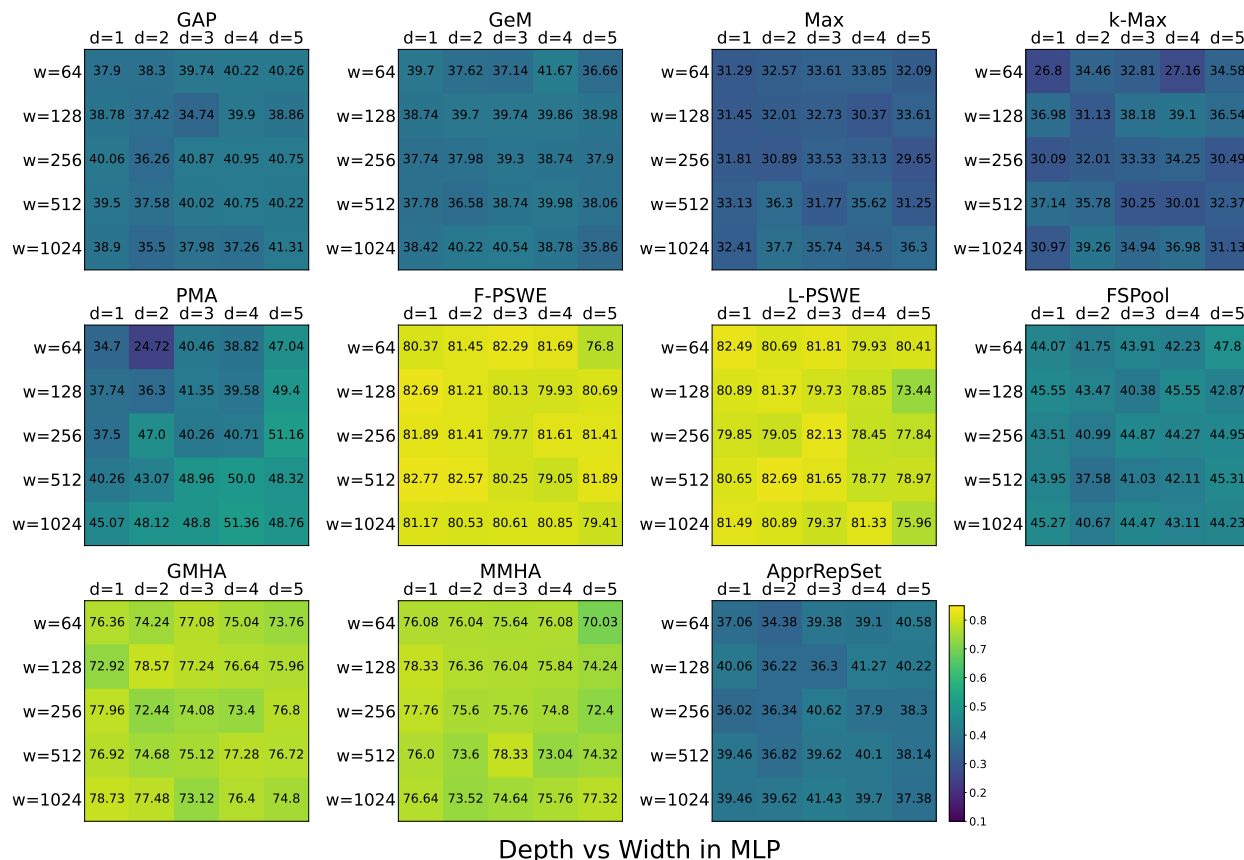 GAP GeM Max k-Max
d=1 d=2 d=3 d=4 d=5 d=1 d=2 d=3 d=4 d=5 d=1 d=2 d=3 d=4 d=5 d=1 d=2 d=3 d=4 d=5
w=64 37.9 38.3 39.74 40.22 40.26 w=64 39.7 37.62 37.14 41.67 36.66 w=64 31.29 32.57 33.61 33.85 32.09 w=64 26.8 34.46 32.81 27.16 34.58
w=128 38.78 37.42 34.74 39.9 38.86 w=128 38.74 39.7 39.74 39.86 38.98 w=128 31.45 32.01 32.73 30.37 33.61 w=128 36.98 31.13 38.18 39.1 36.54
w=256 40.06 36.26 40.87 40.95 40.75 w=256 37.74 37.98 39.3 38.74 37.9 w=256 31.81 30.89 33.53 33.13 29.65 w=256 30.09 32.01 33.33 34.25 30.49
w=512 39.5 37.58 40.02 40.75 40.22 w=512 37.78 36.58 38.74 39.98 38.06 w=512 33.13 36.3 31.77 35.62 31.25 w=512 37.14 35.78 30.25 30.01 32.37
w=1024 38.9 35.5 37.98 37.26 41.31 w=1024 38.42 40.22 40.54 38.78 35.86 w=1024 32.41 37.7 35.74 34.5 36.3 w=1024 30.97 39.26 34.94 36.98 31.13
PMA F-PSWE L-PSWE FSPool
d=1 d=2 d=3 d=4 d=5 d=1 d=2 d=3 d=4 d=5 d=1 d=2 d=3 d=4 d=5 d=1 d=2 d=3 d=4 d=5
w=64 34.7 24.72 40.46 38.82 47.04 w=64 80.37 81.45 82.29 81.69 76.8 w=64 82.49 80.69 81.81 79.93 80.41 w=64 44.07 41.75 43.91 42.23 47.8
w=128 37.74 36.3 41.35 39.58 49.4 w=128 82.69 81.21 80.13 79.93 80.69 w=128 80.89 81.37 79.73 78.85 73.44 w=128 45.55 43.47 40.38 45.55 42.87
w=256 37.5 47.0 40.26 40.71 51.16 w=256 81.89 81.41 79.77 81.61 81.41 w=256 79.85 79.05 82.13 78.45 77.84 w=256 43.51 40.99 44.87 44.27 44.95
w=512 40.26 43.07 48.96 50.0 48.32 w=512 82.77 82.57 80.25 79.05 81.89 w=512 80.65 82.69 81.65 78.77 78.97 w=512 43.95 37.58 41.03 42.11 45.31
w=1024 45.07 48.12 48.8 51.36 48.76 w=1024 81.17 80.53 80.61 80.85 79.41 w=1024 81.49 80.89 79.37 81.33 75.96 w=1024 45.27 40.67 44.47 43.11 44.23
GMHA MMHA ApprRepSet
d=1 d=2 d=3 d=4 d=5 d=1 d=2 d=3 d=4 d=5 d=1 d=2 d=3 d=4 d=5
w=64 76.36 74.24 77.08 75.04 73.76 w=64 76.08 76.04 75.64 76.08 70.03 w=64 37.06 34.38 39.38 39.1 40.58 0.8
w=128 72.92 78.57 77.24 76.64 75.96 w=128 78.33 76.36 76.04 75.84 74.24 w=128 40.06 36.22 36.3 41.27 40.22 0.7
0.6
w=256 77.96 72.44 74.08 73.4 76.8 w=256 77.76 75.6 75.76 74.8 72.4 w=256 36.02 36.34 40.62 37.9 38.3 0.5
0.4
w=512 76.92 74.68 75.12 77.28 76.72 w=512 76.0 73.6 78.33 73.04 74.32 w=512 39.46 36.82 39.62 40.1 38.14 0.3
w=1024 78.73 77.48 73.12 76.4 74.8 w=1024 76.64 73.52 74.64 75.76 77.32 w=1024 39.46 39.62 41.43 39.7 37.38 0.2
0.1
Depth vs Width in MLP